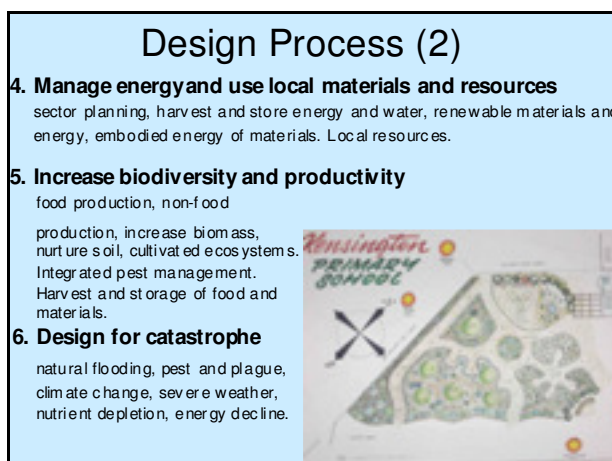 Design Process (2)
4. Manage energy and use local materials and resources
sector planning, harvest and store energy and water, renewable materials and
energy, embodied energy of materials. Local resources.
5. Increase biodiversity and productivity
food production, non-food
production, increase biomass,
nurture soil, cultivated ecosystems.
Integrated pest management.
Harvest and storage of food and
materials.
6. Design for catastrophe
natural flooding, pest and plague,
climate change, severe weather,
nutrient depletion, energy decline.
Kensington
PRIMARY
SCHOOL